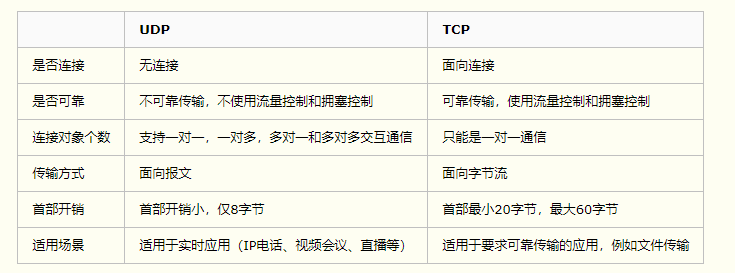 UDP TCP
是否连接 无连接 面向连接
是否可靠 不可靠传输，不使用流量控制和拥塞控制 可靠传输，使用流量控制和拥塞控制
连接对象个数 支持一对一，一对多，多对一和多对多交互通信 只能是一对一通信
传输方式 面向报文 面向字节流
首部开销 首部开销小，仅8字节 首部最小20字节，最大60字节
适用场景 适用于实时应用（IP电话、视频会议、直播等） 适用于要求可靠传输的应用，例如文件传输